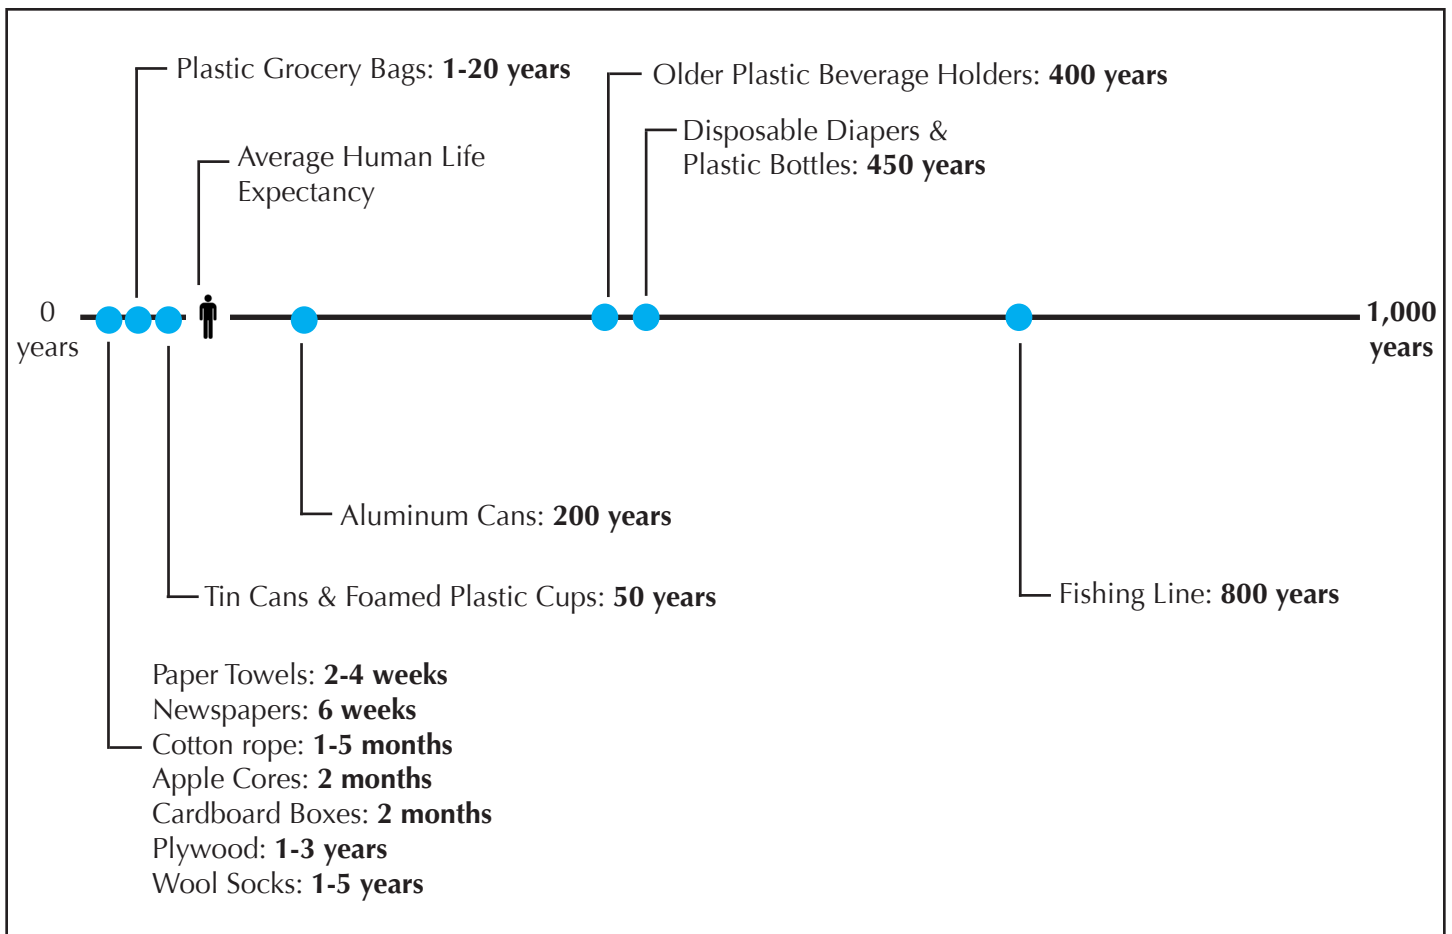 Plastic Grocery Bags: 1-20 years
Older Plastic Beverage Holders: 400 years
Disposable Diapers &
Plastic Bottles: 450 years
Average Human Life
Expectancy
0
years
1,000
years
Aluminum Cans: 200 years
Tin Cans & Foamed Plastic Cups: 50 years
Fishing Line: 800 years
Paper Towels: 2-4 weeks
Newspapers: 6 weeks
Cotton rope: 1-5 months
Apple Cores: 2 months
Cardboard Boxes: 2 months
Plywood: 1-3 years
Wool Socks: 1-5 years